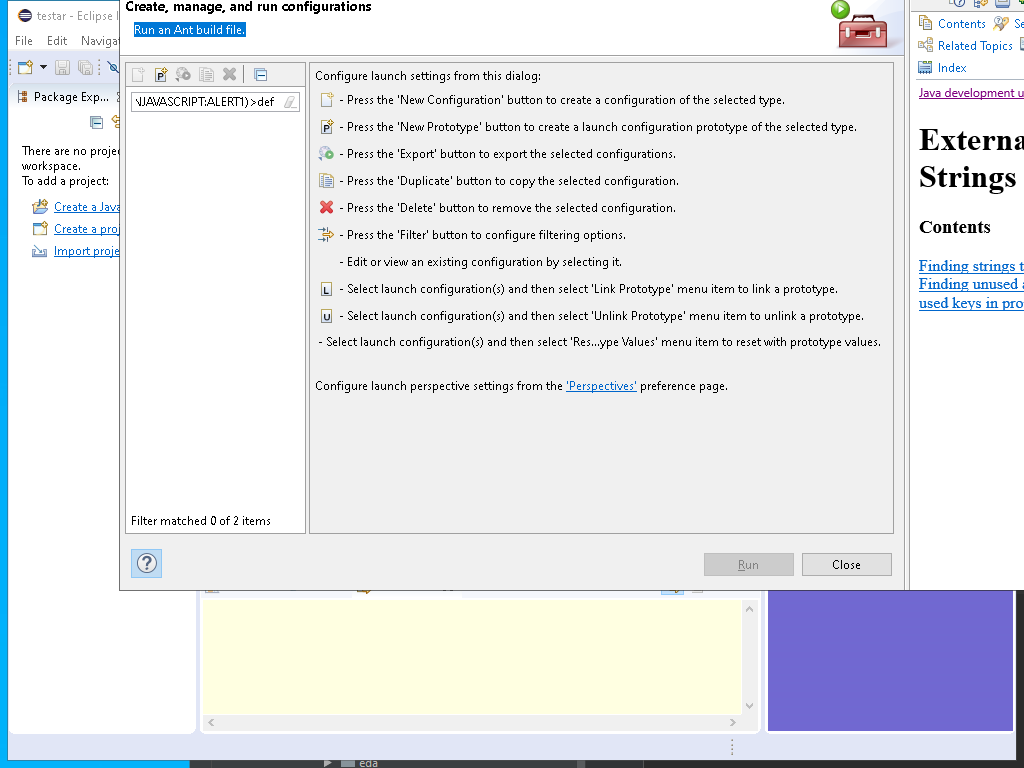 testar - Eclipse
File Edit Navigat
Package Exp...
There are no proje
workspace.
To add a project:
Create a Java
Create a proj
Import proje
Create, manage, and run configurations
Run an Ant build file.
\JAVASCRIPT:ALERT1)>def
Filter matched 0 of 2 items
Configure launch settings from this dialog:
- Press the 'New Configuration' button to create a configuration of the selected type.
- Press the 'New Prototype' button to create a launch configuration prototype of the selected type.
- Press the 'Export' button to export the selected configurations.
- Press the 'Duplicate' button to copy the selected configuration.
- Press the 'Delete' button to remove the selected configuration.
- Press the 'Filter' button to configure filtering options.
- Edit or view an existing configuration by selecting it.
- Select launch configuration(s) and then select 'Link Prototype' menu item to link a prototype.
- Select launch configuration(s) and then select 'Unlink Prototype' menu item to unlink a prototype.
- Select launch configuration(s) and then select 'Res...ype Values' menu item to reset with prototype values.
Configure launch perspective settings from the 'Perspectives' preference page.
Run
Close
Contents Se
Related Topics
Index
Java development u
Externa
Strings
Contents
Finding strings t
Finding unused a
used keys in pro
eda